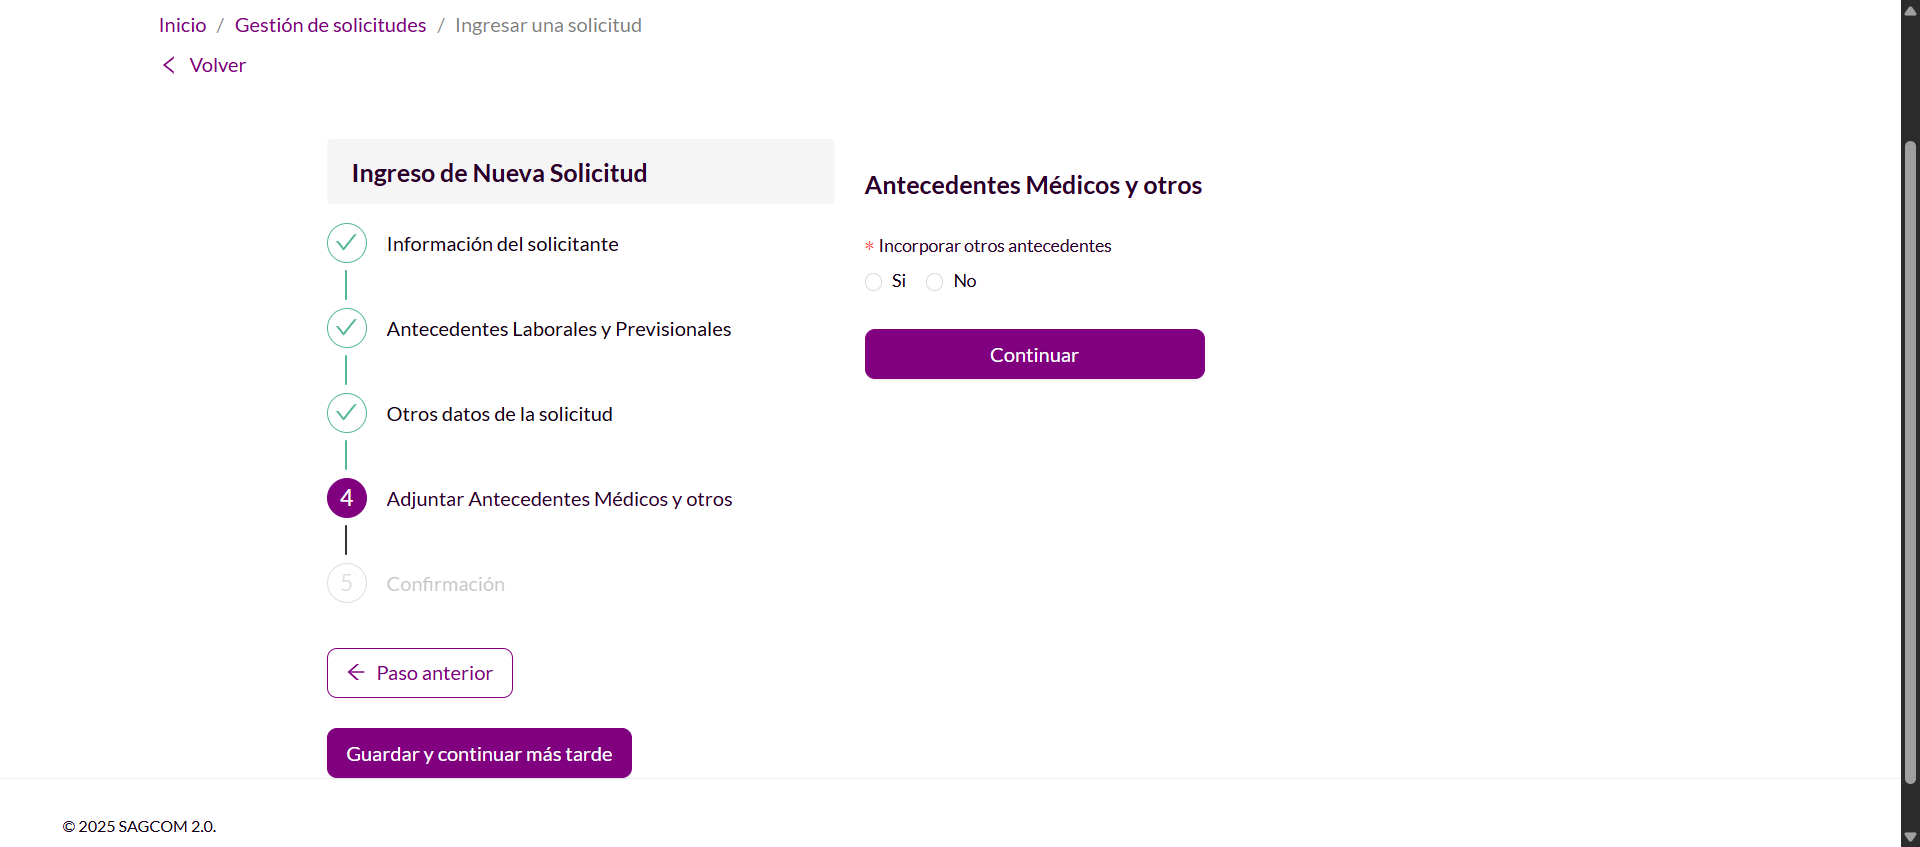 Inicio / Gestión de solicitudes / Ingresar una solicitud
Volver
Ingreso de Nueva Solicitud
Información del solicitante
Antecedentes Laborales y Previsionales
Otros datos de la solicitud
4 Adjuntar Antecedentes Médicos y otros
5 Confirmación
Paso anterior
Guardar y continuar más tarde
Antecedentes Médicos y otros
* Incorporar otros antecedentes
Si No
Continuar
© 2025 SAGCOM 2.0.